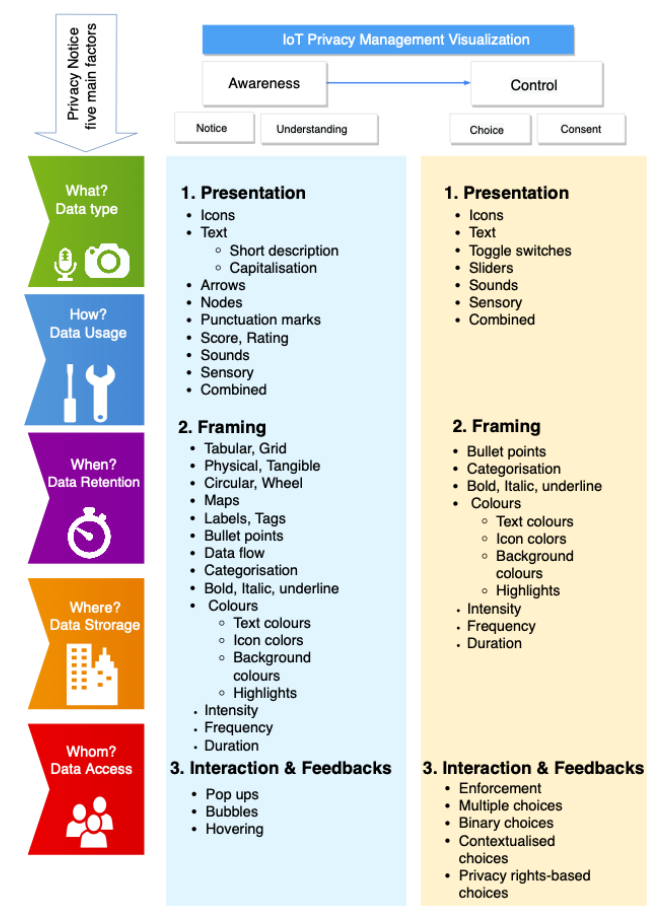 Privacy Notice
five main factors
IoT Privacy Management Visualization
Awareness
Control
Notice
Understanding
Choice
Consent
What?
Data type
How?
Data Usage
When?
Data Retention
Where?
Data Strorage
Whom?
Data Access
1. Presentation
• Icons
• Text
◦ Short description
◦ Capitalisation
• Arrows
• Nodes
• Punctuation marks
• Score, Rating
• Sounds
• Sensory
• Combined
2. Framing
• Tabular, Grid
• Physical, Tangible
• Circular, Wheel
• Maps
• Labels, Tags
• Bullet points
• Data flow
• Categorisation
• Bold, Italic, underline
• Colours
◦ Text colours
◦ Icon colors
◦ Background
colours
◦ Highlights
• Intensity
• Frequency
• Duration
3. Interaction & Feedbacks
• Pop ups
• Bubbles
• Hovering
1. Presentation
• Icons
• Text
• Toggle switches
• Sliders
• Sounds
• Sensory
• Combined
2. Framing
• Bullet points
• Categorisation
• Bold, Italic, underline
• Colours
◦ Text colours
◦ Icon colors
◦ Background
colours
◦ Highlights
• Intensity
• Frequency
• Duration
3. Interaction & Feedbacks
• Enforcement
• Multiple choices
• Binary choices
• Contextualised
choices
• Privacy rights-based
choices